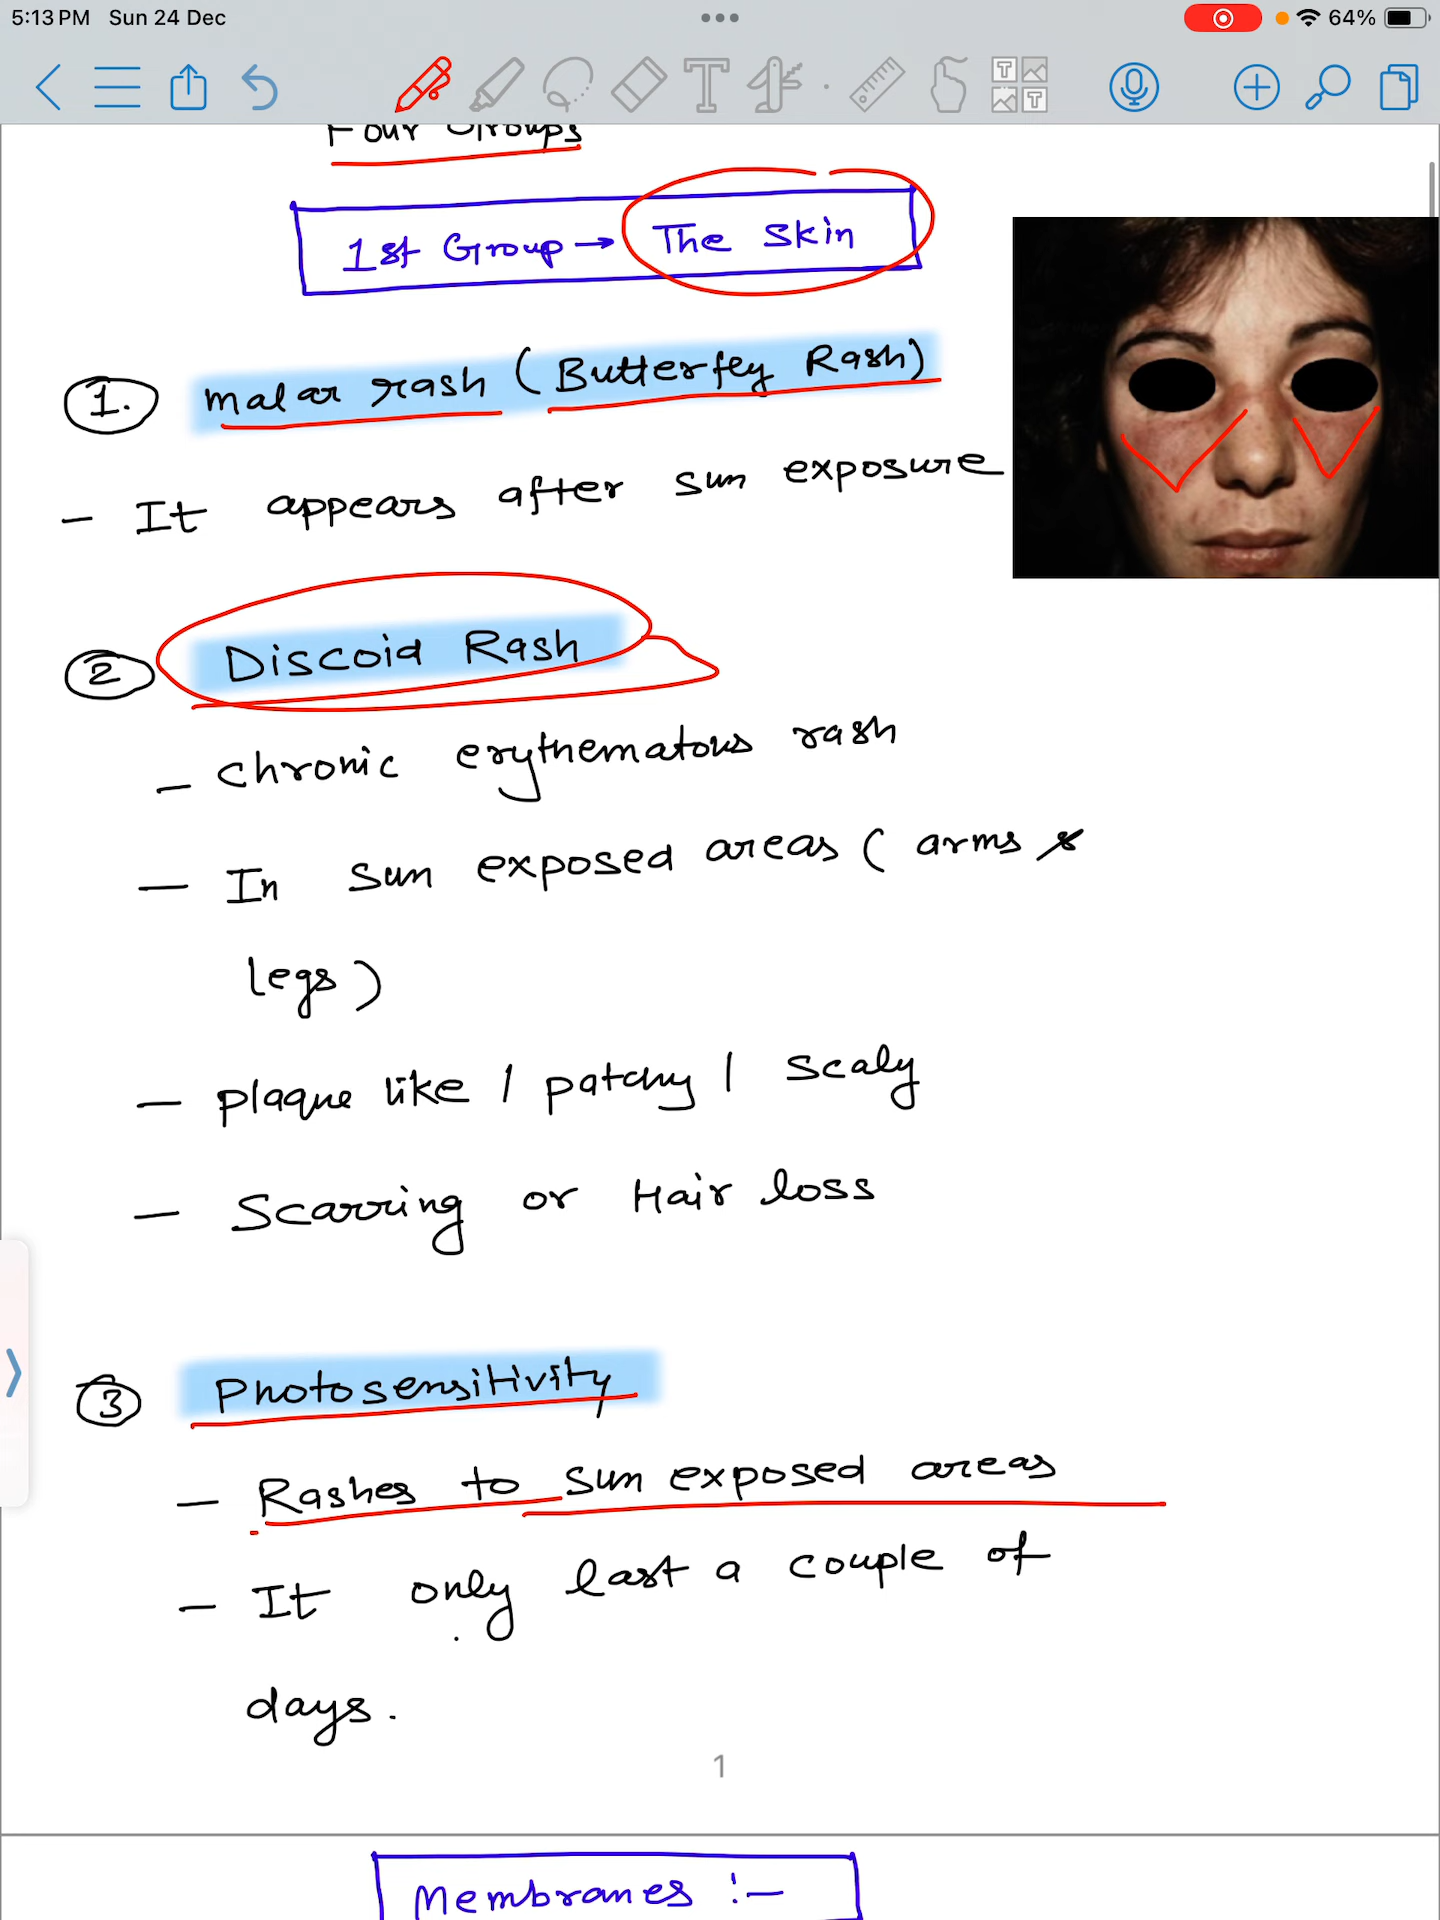 5:13 PM Sun 24 Dec
64%
Four Groups
1st Group → The Skin
1. Malar rash (Butterfly Rash)
- It appears after sun exposure
2 Discoid Rash
- Chronic erythematous rash
- In sun exposed areas ( arms &
legs )
- plaque like / patchy / scaly
- Scarring or Hair loss
3 Photosensitivity
- Rashes to sun exposed areas
- It only last a couple of
days.
1
Membranes :-